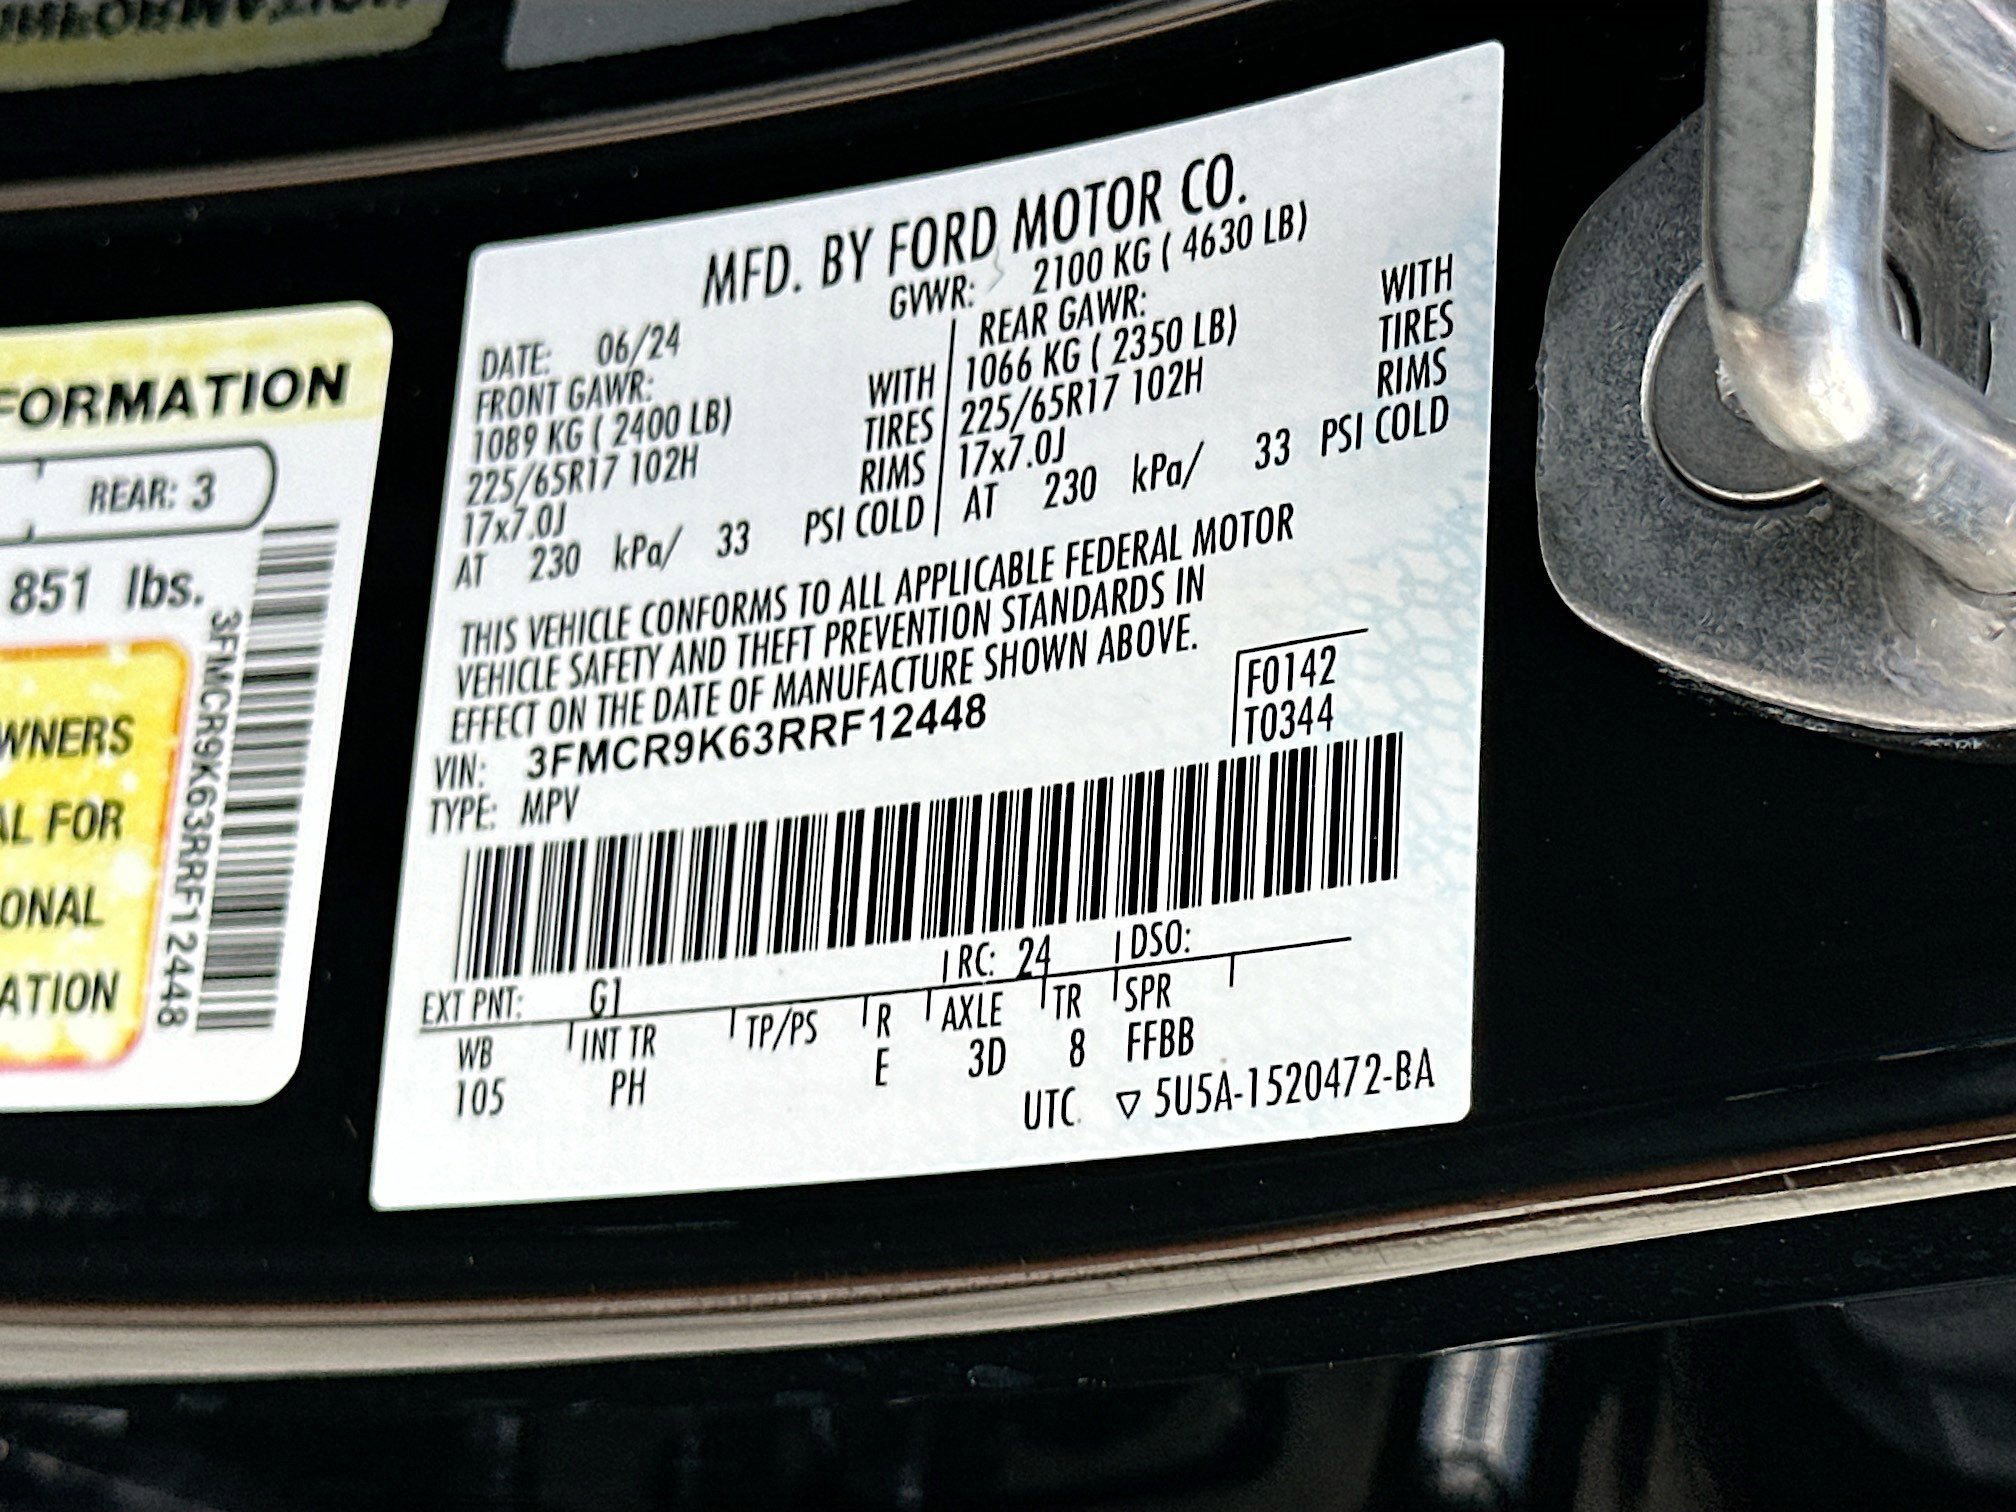 FORMATION
REAR: 3
851 lbs.
WNERS
AL FOR
ONAL
ATION
3FMCR9K63RRF12448
MFD. BY FORD MOTOR CO.
GVWR: 2100 KG ( 4630 LB)
DATE: 06/24
FRONT GAWR:
1089 KG ( 2400 LB) WITH
225/65R17 102H TIRES
17x7.0J RIMS
AT 230 kPa/ 33 PSI COLD
REAR GAWR: WITH
1066 KG ( 2350 LB) TIRES
225/65R17 102H RIMS
17x7.0J
AT 230 kPa/ 33 PSI COLD
THIS VEHICLE CONFORMS TO ALL APPLICABLE FEDERAL MOTOR
VEHICLE SAFETY AND THEFT PREVENTION STANDARDS IN
EFFECT ON THE DATE OF MANUFACTURE SHOWN ABOVE.
VIN: 3FMCR9K63RRF12448
TYPE: MPV
F0142
T0344
EXT PNT: G1 RC: 24 DSO:
WB INT TR TP/PS R AXLE TR SPR
105 PH E 3D 8 FFBB
UTC ▽ 5U5A-1520472-BA